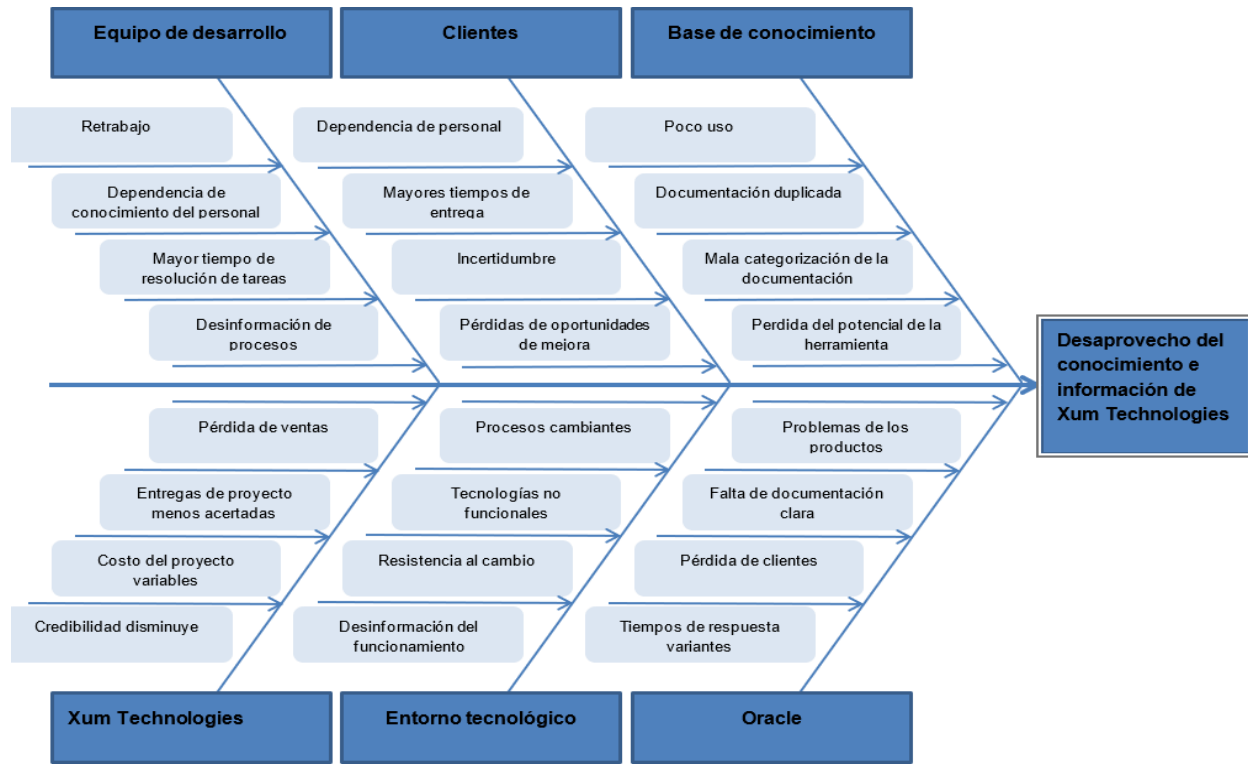 Equipo de desarrollo
Clientes
Base de conocimiento
Retrabajo
Dependencia de personal
Poco uso
Dependencia de
conocimiento del personal
Mayores tiempos de
entrega
Documentación duplicada
Mayor tiempo de
resolución de tareas
Incertidumbre
Mala categorización de la
documentación
Desinformación de
procesos
Pérdidas de oportunidades
de mejora
Perdida del potencial de la
herramienta
Desaprovecho del
conocimiento e
información de
Xum Technologies
Pérdida de ventas
Procesos cambiantes
Problemas de los
productos
Entregas de proyecto
menos acertadas
Tecnologías no
funcionales
Falta de documentación
clara
Costo del proyecto
variables
Resistencia al cambio
Pérdida de clientes
Credibilidad disminuye
Desinformación del
funcionamiento
Tiempos de respuesta
variantes
Xum Technologies
Entorno tecnológico
Oracle